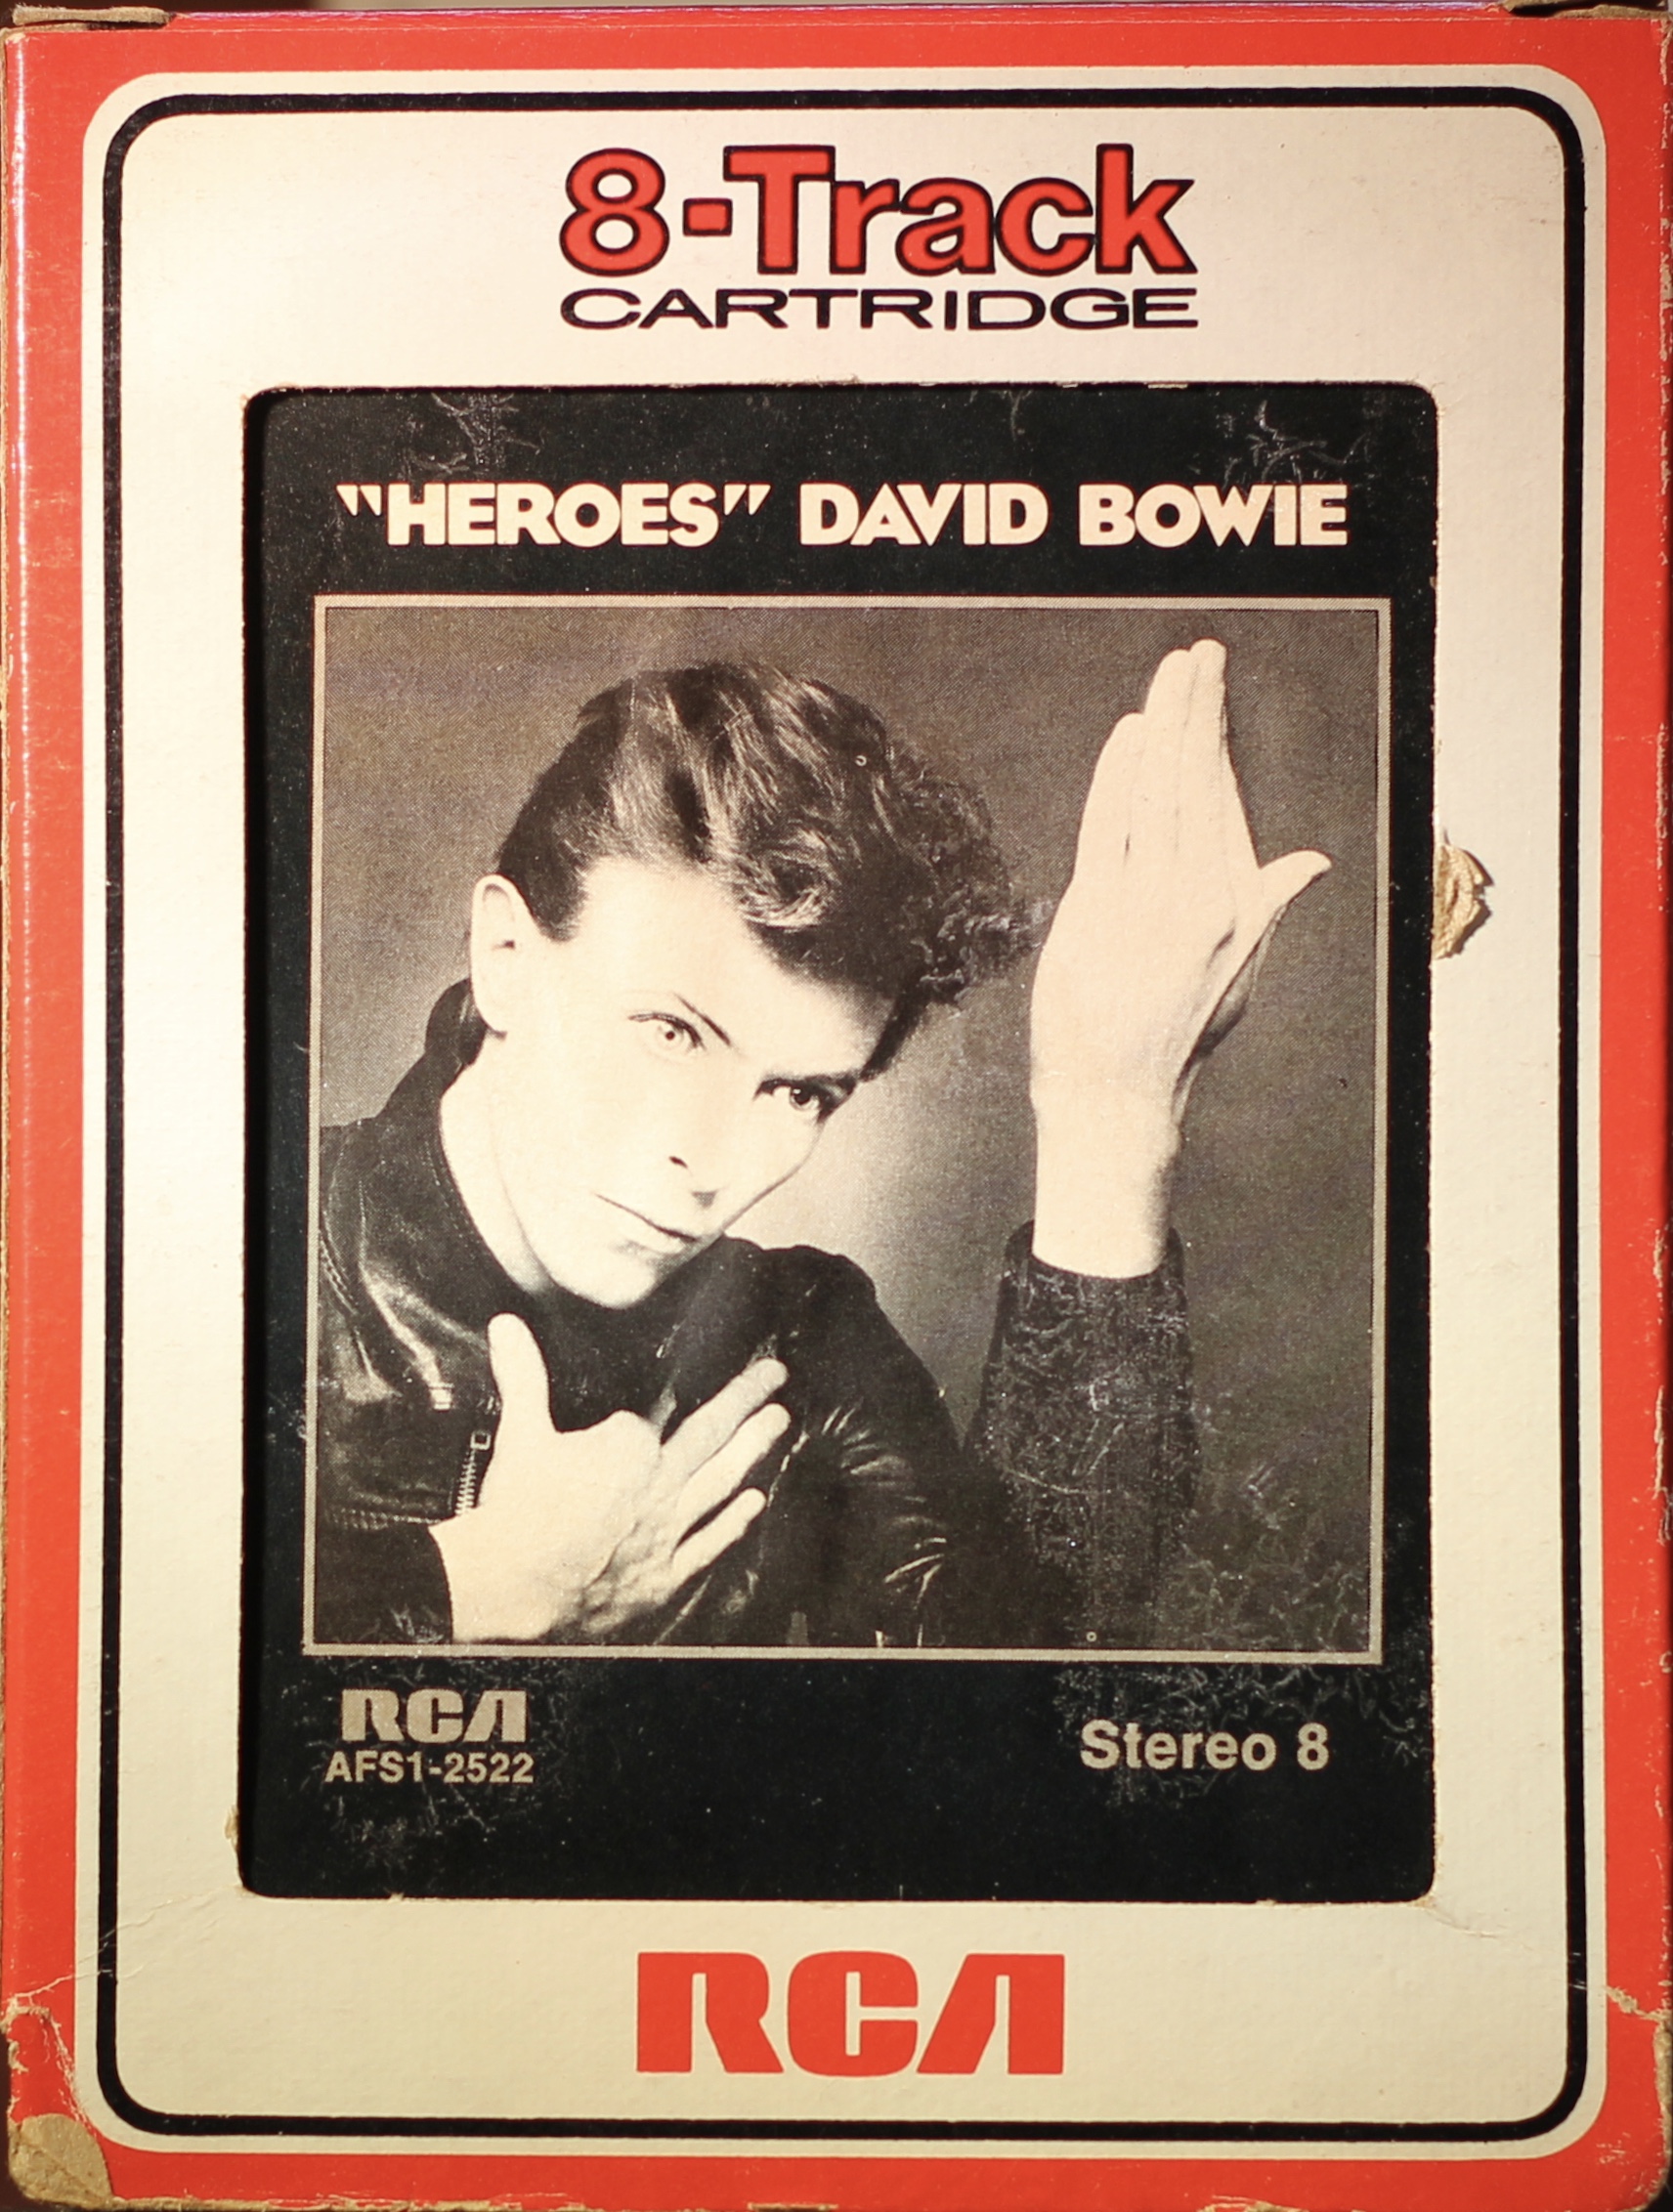 8-Track
CARTRIDGE
"HEROES" DAVID BOWIE
RCA
AFS1-2522
Stereo 8
RCA